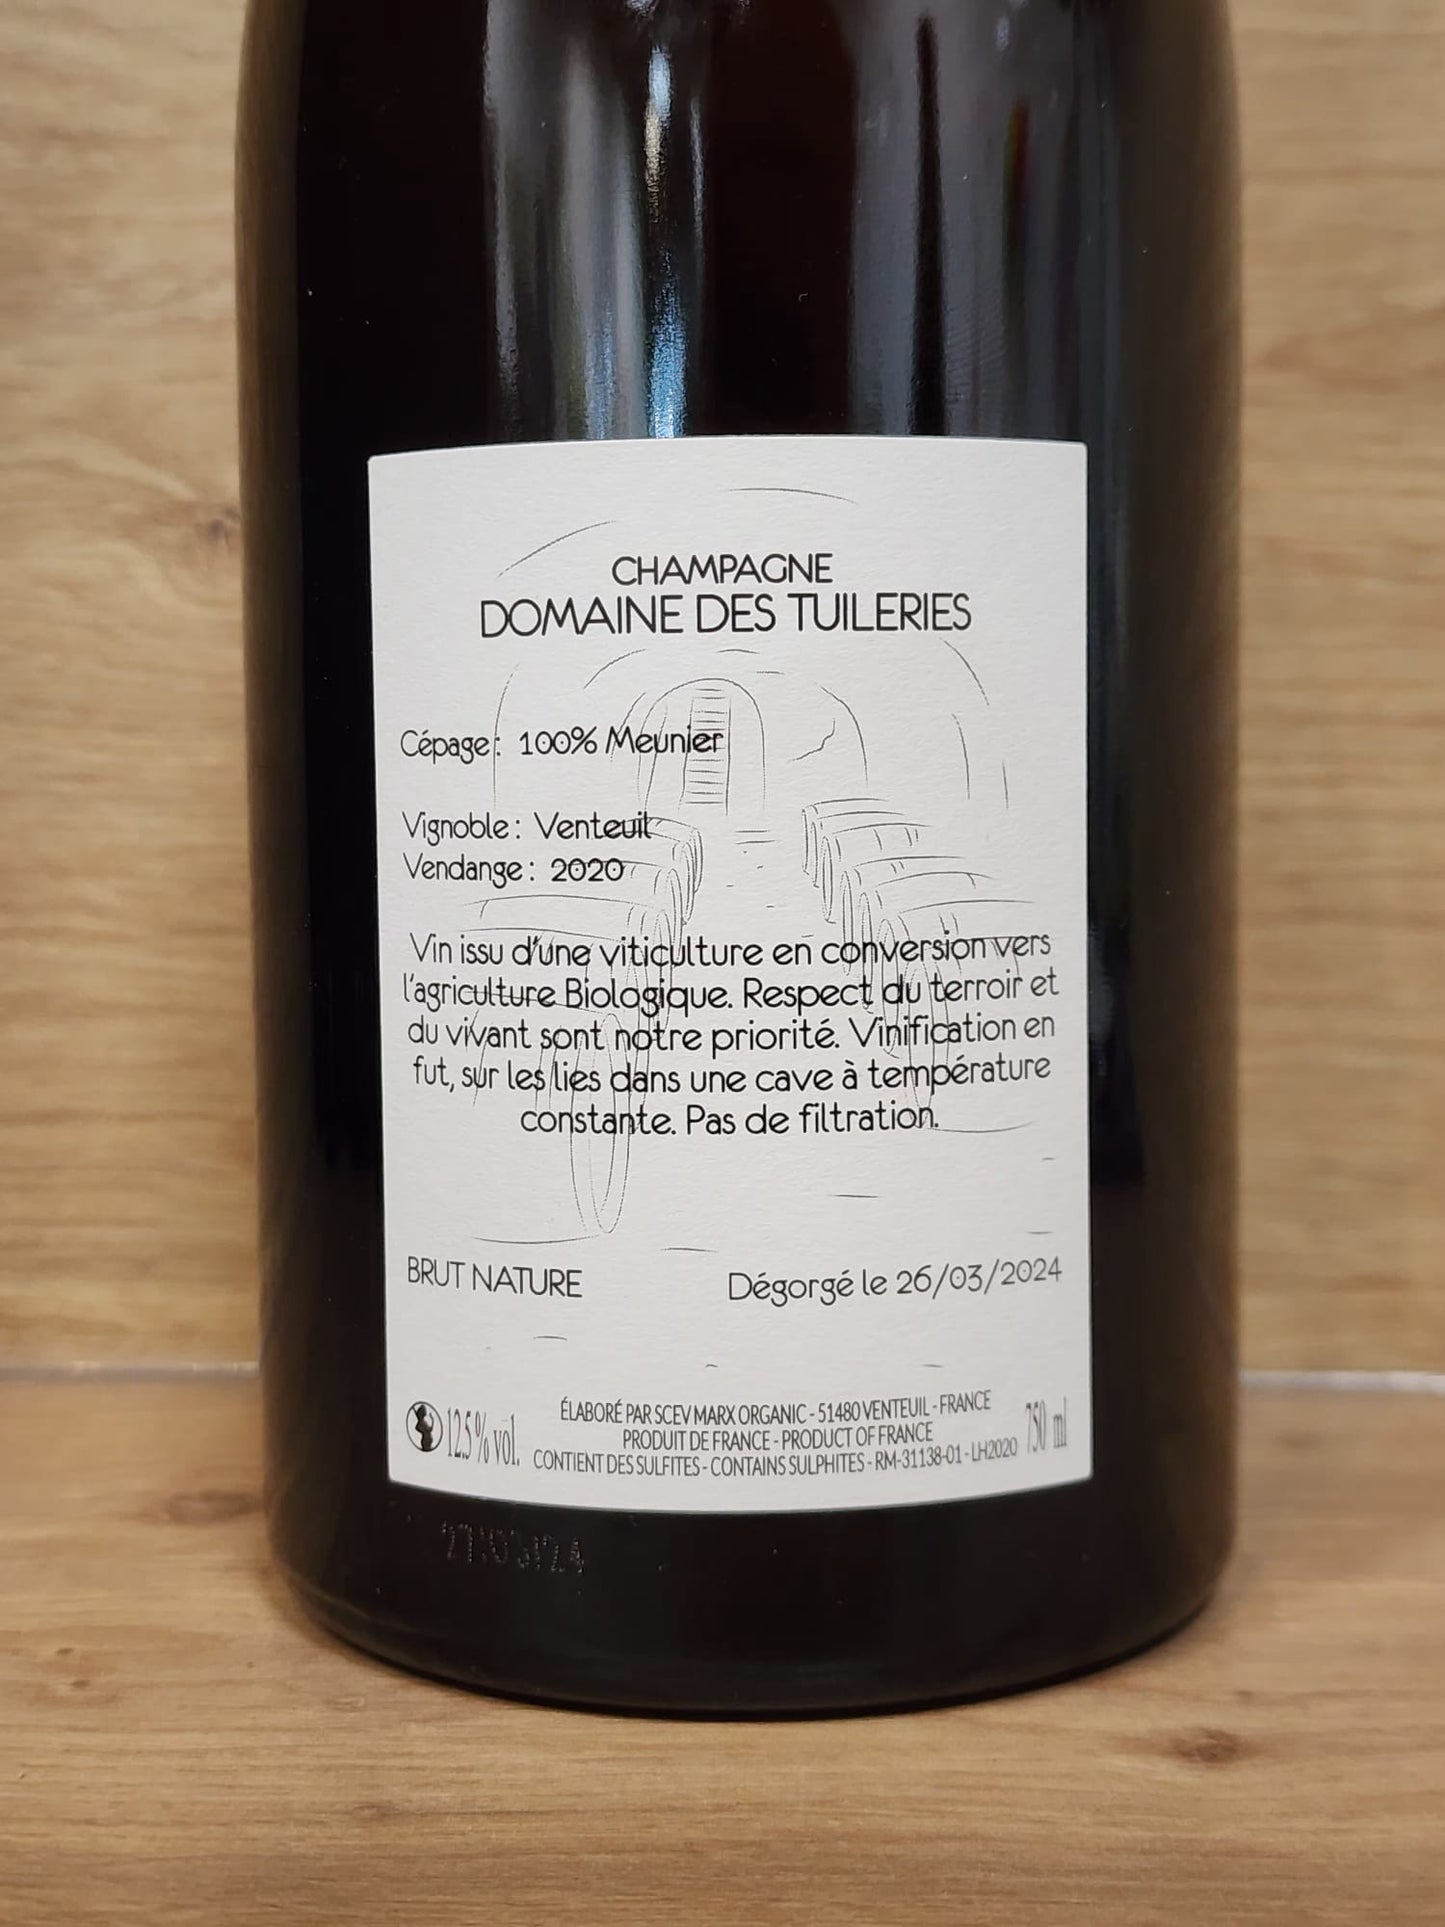 CHAMPAGNE
DOMAINE DES TUILERIES
Cépage : 100% Meunier
Vignoble : Venteuil
Vendange : 2020
Vin issu d'une viticulture en conversion vers
l'agriculture Biologique. Respect du terroir et
du vivant sont notre priorité. Vinification en
fut, sur les lies dans une cave à température
constante. Pas de filtration.
BRUT NATURE
Dégorgé le 26/03/2024
12.5% vol.
ÉLABORÉ PAR SCEV MARX ORGANIC - 51480 VENTEUIL - FRANCE
PRODUIT DE FRANCE - PRODUCT OF FRANCE
CONTIENT DES SULFITES - CONTAINS SULPHITES - RM-31138-01 - LH2020
750 ml